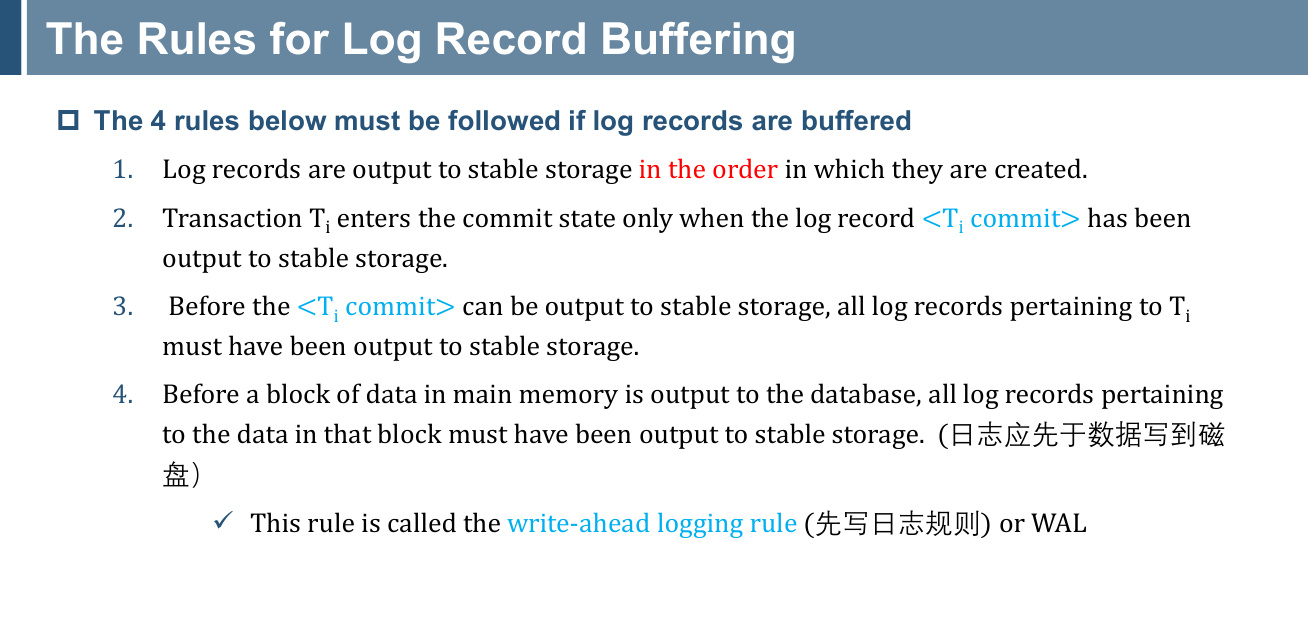 The Rules for Log Record Buffering
The 4 rules below must be followed if log records are buffered
1. Log records are output to stable storage in the order in which they are created.
2. Transaction Ti enters the commit state only when the log record <Ti commit> has been
output to stable storage.
3. Before the <Ti commit> can be output to stable storage, all log records pertaining to Ti
must have been output to stable storage.
4. Before a block of data in main memory is output to the database, all log records pertaining
to the data in that block must have been output to stable storage. (日志应先于数据写到磁
盘）
✓ This rule is called the write-ahead logging rule (先写日志规则) or WAL